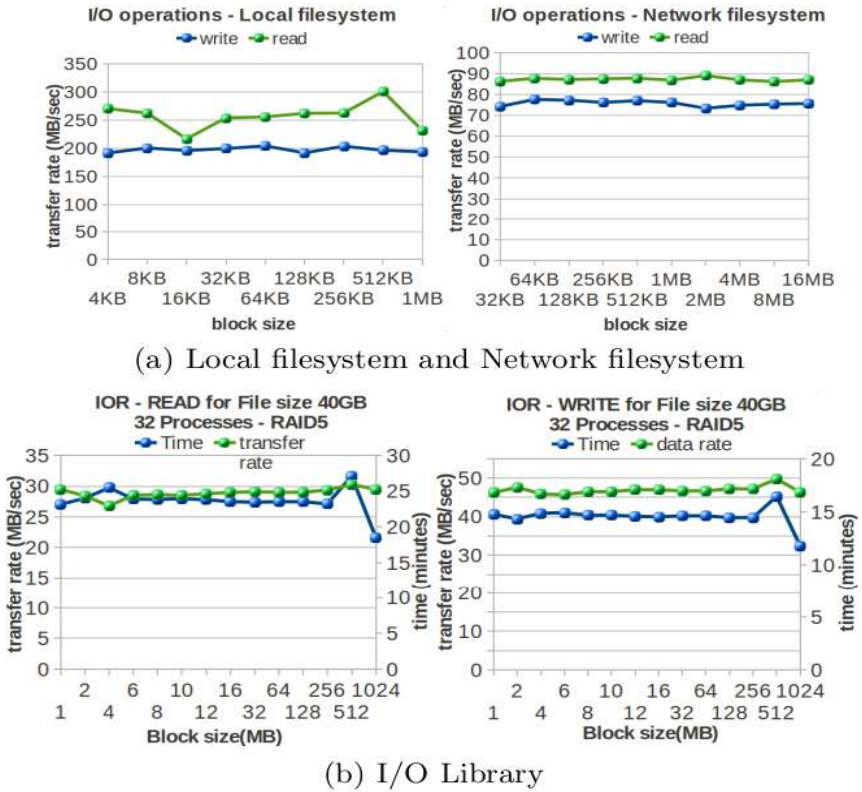 I/O operations - Local filesystem
write read
350
300
250
200
150
100
50
0
transfer rate (MB/sec)
8KB 32KB 128KB 512KB
4KB 16KB 64KB 256KB 1MB
block size
I/O operations - Network filesystem
write read
100
90
80
70
60
50
40
30
20
10
0
transfer rate (MB/sec)
64KB 256KB 1MB 4MB 16MB
32KB 128KB 512KB 2MB 8MB
block size
(a) Local filesystem and Network filesystem
IOR - READ for File size 40GB
32 Processes - RAID5
Time transfer
rate
35
30
25
20
15
10
5
0
transfer rate (MB/sec)
30
25
20
15
10
5
0
time (minutes)
2 6 10 16 64 256 1024
1 4 8 12 32 128 512
Block size(MB)
IOR - WRITE for File size 40GB
32 Processes - RAID5
Time data rate
50
40
30
20
10
0
transfer rate (MB/sec)
20
15
10
5
0
time (minutes)
2 6 10 16 64 256 1024
1 4 8 12 32 128 512
Block size(MB)
(b) I/O Library